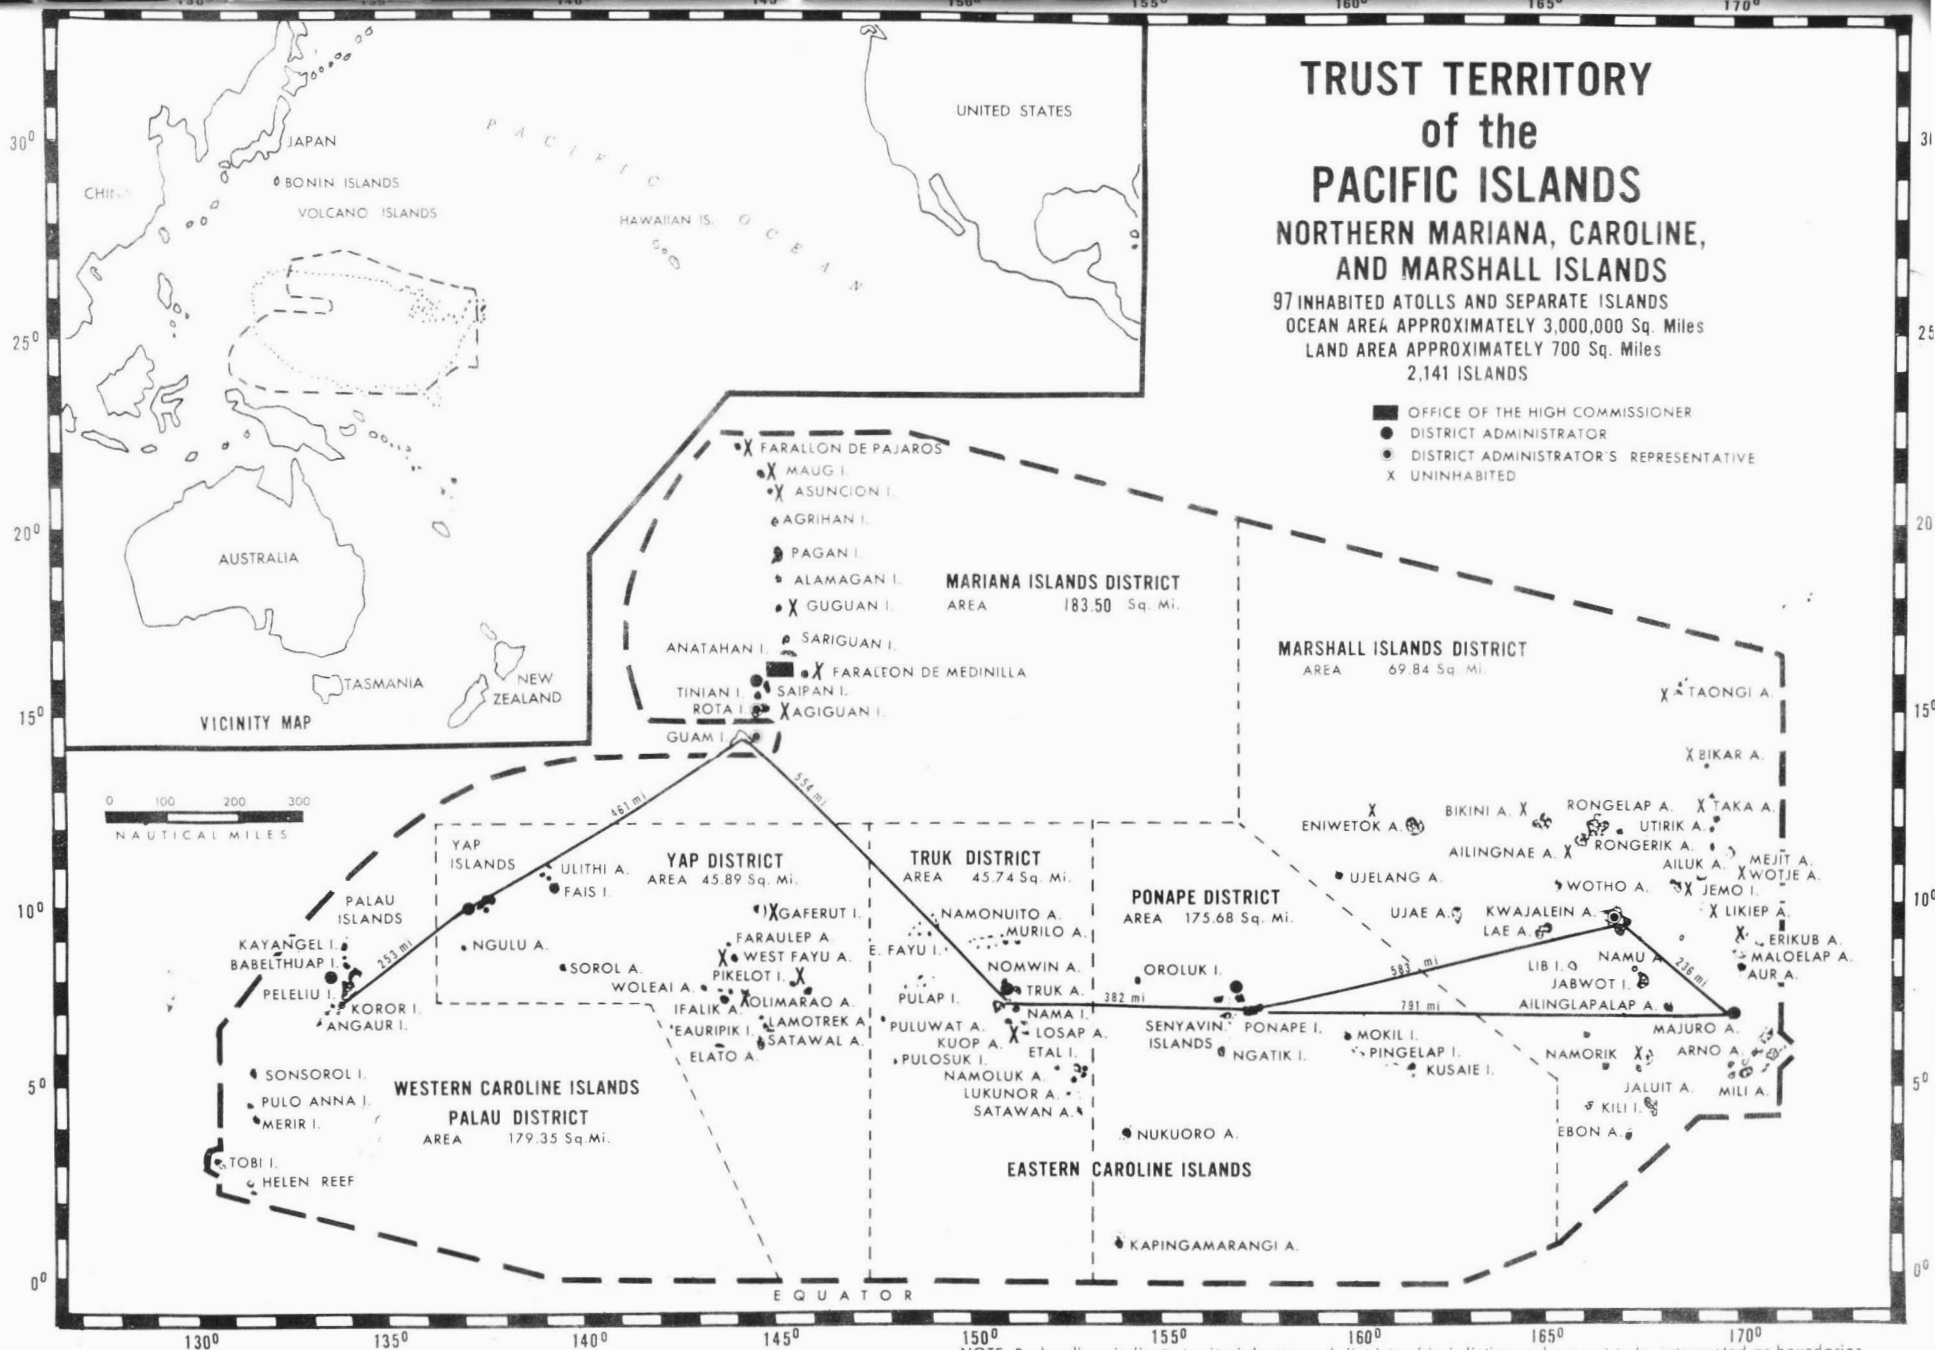 130° 135° 140° 145° 150° 155° 160° 165° 170°
TRUST TERRITORY
of the
PACIFIC ISLANDS
NORTHERN MARIANA, CAROLINE,
AND MARSHALL ISLANDS
97 INHABITED ATOLLS AND SEPARATE ISLANDS
OCEAN AREA APPROXIMATELY 3,000,000 Sq. Miles
LAND AREA APPROXIMATELY 700 Sq. Miles
2,141 ISLANDS
OFFICE OF THE HIGH COMMISSIONER
DISTRICT ADMINISTRATOR
DISTRICT ADMINISTRATOR'S REPRESENTATIVE
X UNINHABITED
PACIFIC OCEAN
UNITED STATES
JAPAN
BONIN ISLANDS
VOLCANO ISLANDS
HAWAIIAN IS.
AUSTRALIA
TASMANIA
NEW
ZEALAND
VICINITY MAP
30°
25°
20°
15°
10°
5°
0°
0 100 200 300
NAUTICAL MILES
X FARALLON DE PAJAROS
X MAUG I.
X ASUNCION I.
AGRIHAN I.
PAGAN I.
ALAMAGAN I.
X GUGUAN I.
SARIGUAN I.
ANATAHAN I.
X FARALLON DE MEDINILLA
TINIAN I.
SAIPAN I.
ROTA I.
X AGIGUAN I.
GUAM I.
MARIANA ISLANDS DISTRICT
AREA 183.50 Sq. Mi.
MARSHALL ISLANDS DISTRICT
AREA 69.84 Sq. Mi.
X TAONGI A.
X BIKAR A.
X
ENIWETOK A.
BIKINI A. X
RONGELAP A.
X TAKA A.
UTIRIK A.
RONGERIK A.
AILINGNAE A. X
AILUK A.
MEJIT A.
X WOTJE A.
UJELANG A.
WOTHO A.
X JEMO I.
UJAE A.
KWAJALEIN A.
X LIKIEP A.
LAE A.
X
ERIKUB A.
NAMU A
MALOELAP A.
LIB I.
AUR A.
JABWOT I.
AILINGLAPALAP A.
MAJURO A.
NAMORIK
X
ARNO A.
JALUIT A.
MILI A.
KILI I.
EBON A.
461 mi
554 mi
253 mi
382 mi
583 mi
791 mi
236 mi
YAP
ISLANDS
ULITHI A.
FAIS I.
YAP DISTRICT
AREA 45.89 Sq. Mi.
NGULU A.
SOROL A.
X GAFERUT I.
FARAULEP A.
X WEST FAYU A.
PIKELOT I. X
WOLEAI A.
X OLIMARAO A.
IFALIK A.
LAMOTREK A
EAURIPIK I.
SATAWAL A.
ELATO A.
TRUK DISTRICT
AREA 45.74 Sq. Mi.
NAMONUITO A.
MURILO A.
E. FAYU I.
NOMWIN A.
TRUK A.
PULAP I.
NAMA I.
PULUWAT A.
X LOSAP A.
KUOP A.
ETAL I.
PULOSUK I.
NAMOLUK A.
LUKUNOR A.
SATAWAN A.
PONAPE DISTRICT
AREA 175.68 Sq. Mi.
OROLUK I.
SENYAVIN
ISLANDS
PONAPE I.
MOKIL I.
NGATIK I.
PINGELAP I.
KUSAIE I.
NUKUORO A.
EASTERN CAROLINE ISLANDS
KAPINGAMARANGI A.
PALAU
ISLANDS
KAYANGEL I.
BABELTHUAP I.
PELELIU I.
KOROR I.
ANGAUR I.
SONSOROL I.
PULO ANNA I.
MERIR I.
TOBI I.
HELEN REEF
WESTERN CAROLINE ISLANDS
PALAU DISTRICT
AREA 179.35 Sq. Mi.
EQUATOR
130° 135° 140° 145° 150° 155° 160° 165° 170°